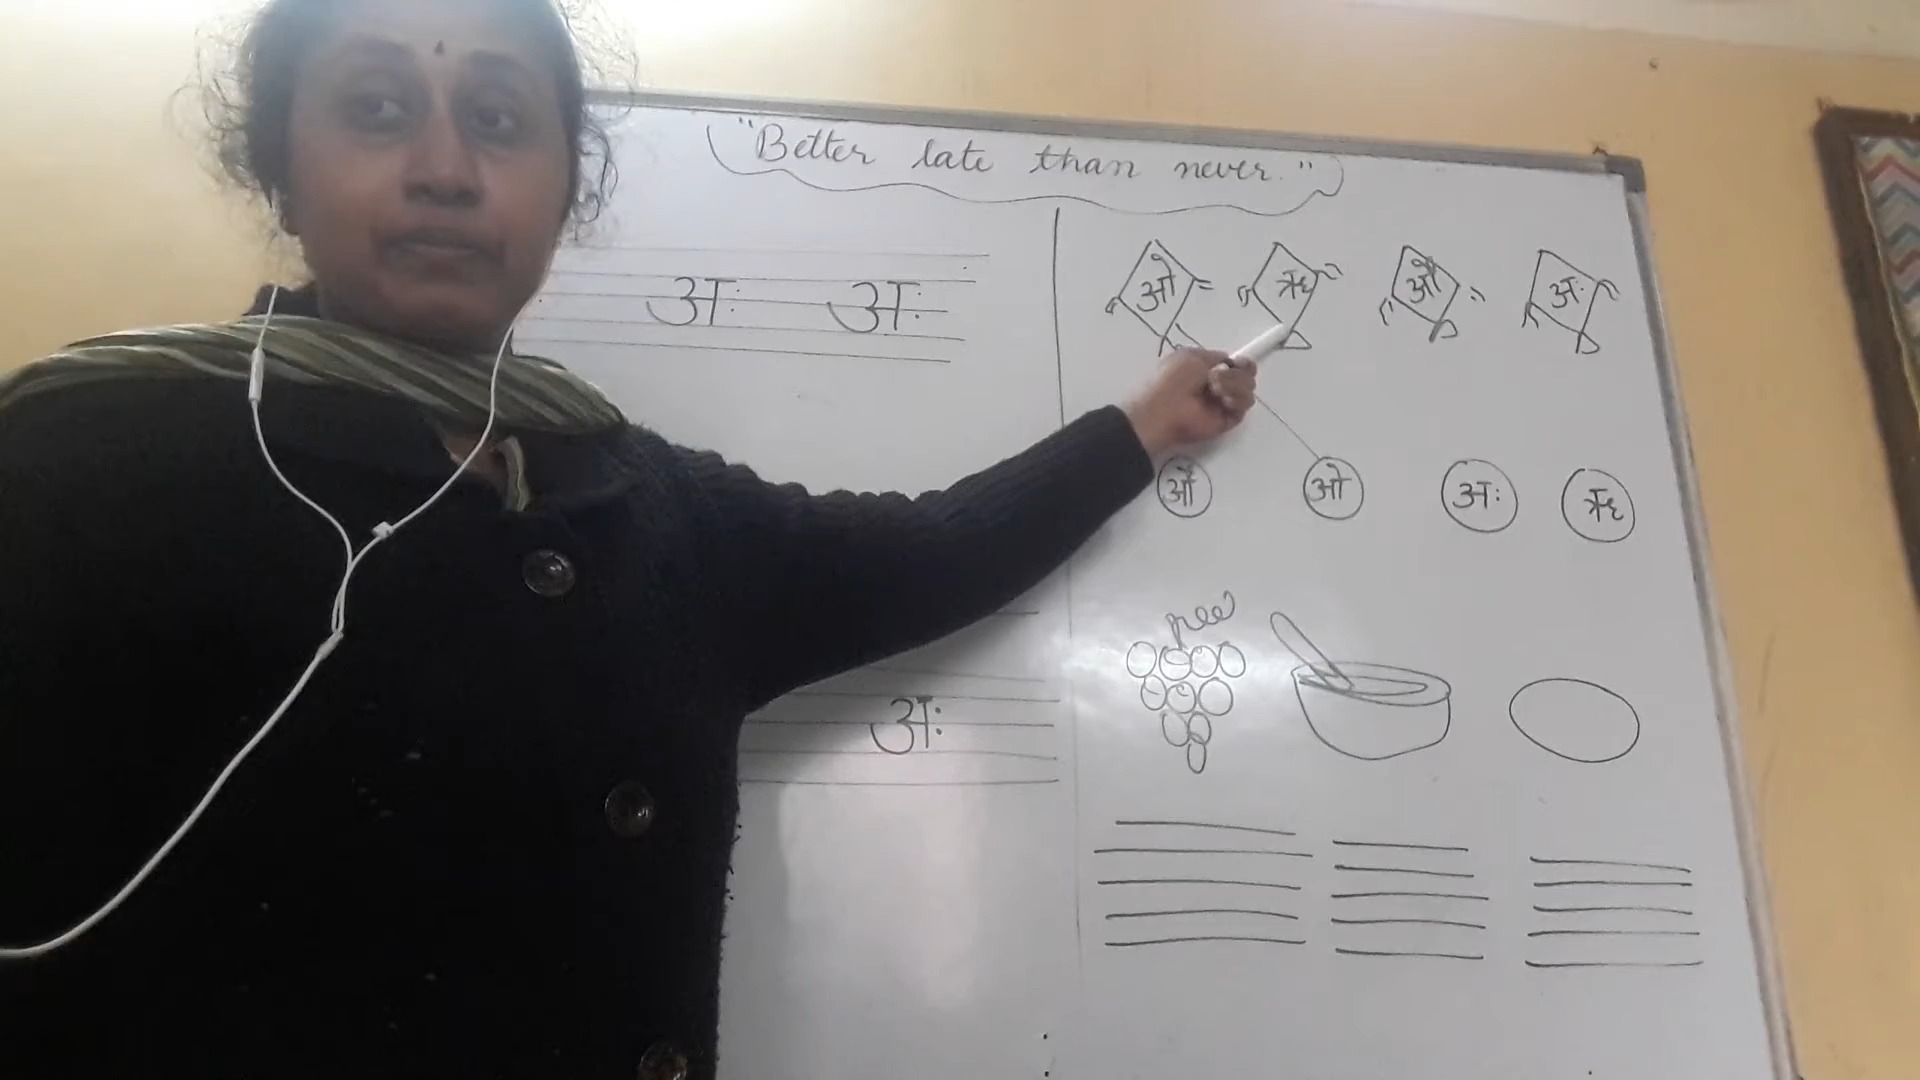 "Better late than never."
अः अः
ओ ऋ औ अः
औ ओ अः ऋ
अः